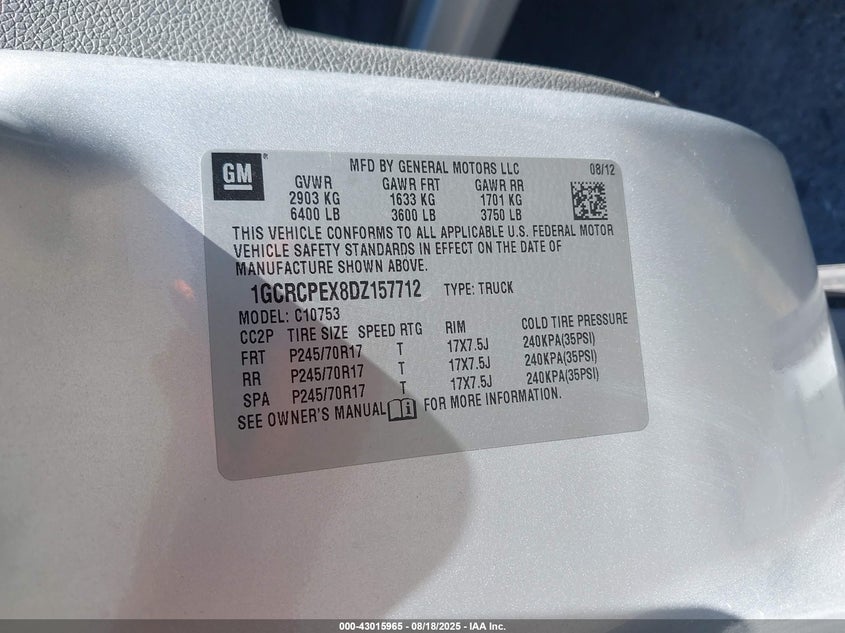 GM
MFD BY GENERAL MOTORS LLC 08/12
GVWR GAWR FRT GAWR RR
2903 KG 1633 KG 1701 KG
6400 LB 3600 LB 3750 LB
THIS VEHICLE CONFORMS TO ALL APPLICABLE U.S. FEDERAL MOTOR
VEHICLE SAFETY STANDARDS IN EFFECT ON THE DATE OF
MANUFACTURE SHOWN ABOVE.
1GCRCPEX8DZ157712 TYPE: TRUCK
MODEL: C10753
CC2P TIRE SIZE SPEED RTG RIM COLD TIRE PRESSURE
FRT P245/70R17 T 17X7.5J 240KPA(35PSI)
RR P245/70R17 T 17X7.5J 240KPA(35PSI)
SPA P245/70R17 T 17X7.5J 240KPA(35PSI)
SEE OWNER'S MANUAL FOR MORE INFORMATION.
000-43015965 - 08/18/2025 - IAA Inc.